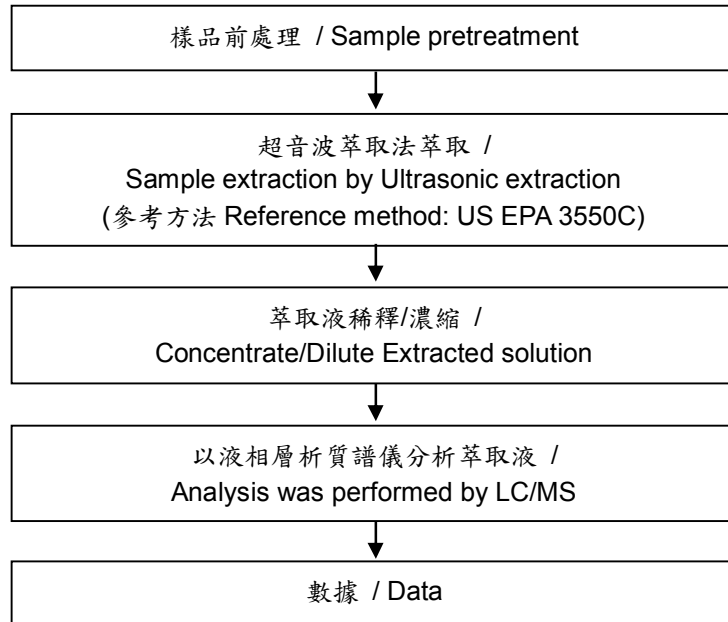 樣品前處理 / Sample pretreatment
超音波萃取法萃取 /
Sample extraction by Ultrasonic extraction
(參考方法 Reference method: US EPA 3550C)
萃取液稀釋/濃縮 /
Concentrate/Dilute Extracted solution
以液相層析質譜儀分析萃取液 /
Analysis was performed by LC/MS
數據 / Data